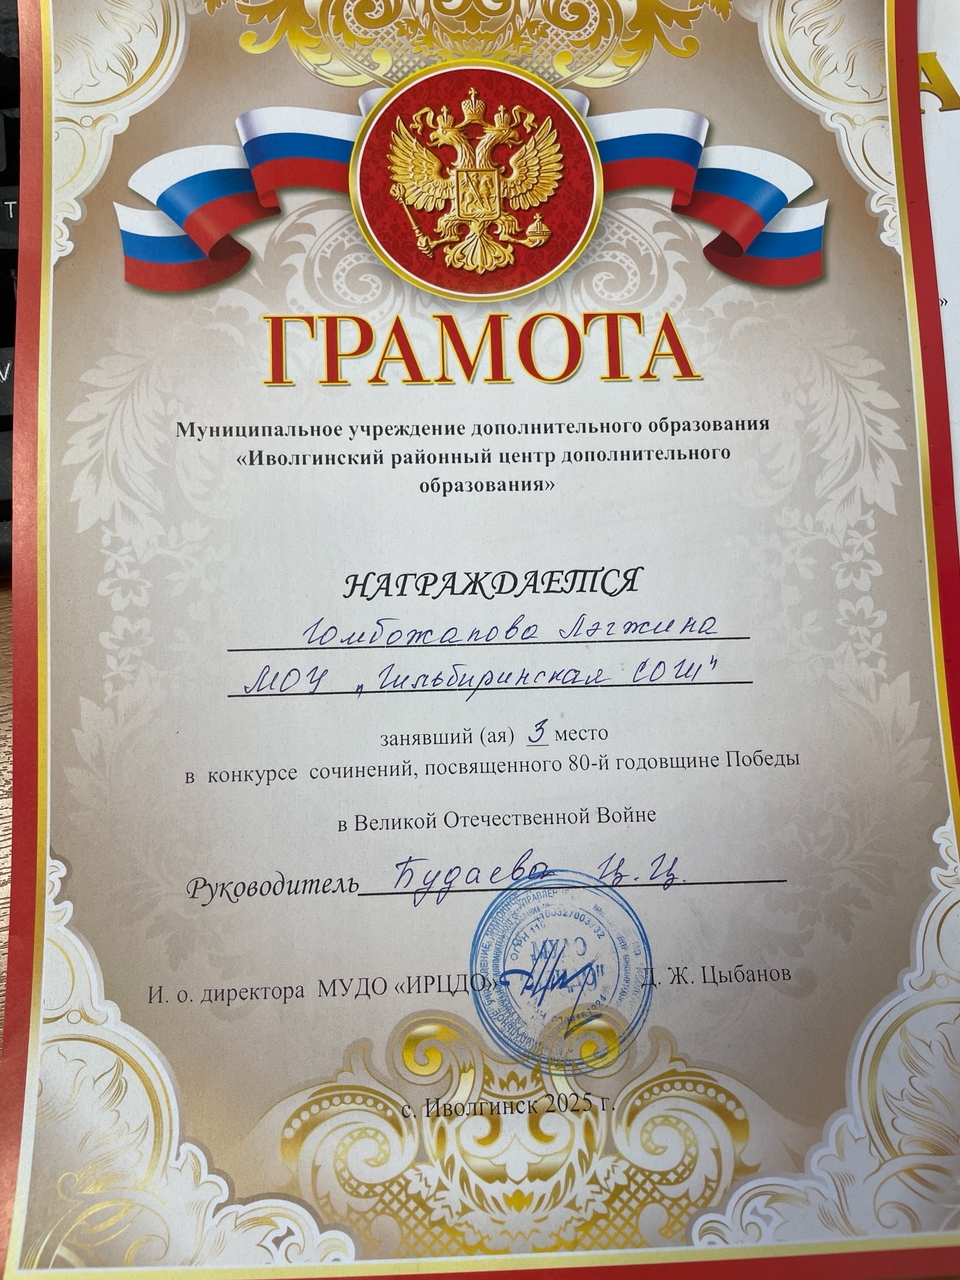 ГРАМОТА
Муниципальное учреждение дополнительного образования
«Иволгинский районный центр дополнительного
образования»
НАГРАЖДАЕТСЯ
Гомбожапова Лэгжина
МОУ „Гильбиринская СОШ"
занявший (ая) 3 место
в конкурсе сочинений, посвященного 80-й годовщине Победы
в Великой Отечественной Войне
Руководитель Будаева Ц.Ц.
И. о. директора МУДО «ИРЦДО» Д. Ж. Цыбанов
с. Иволгинск 2025 г.